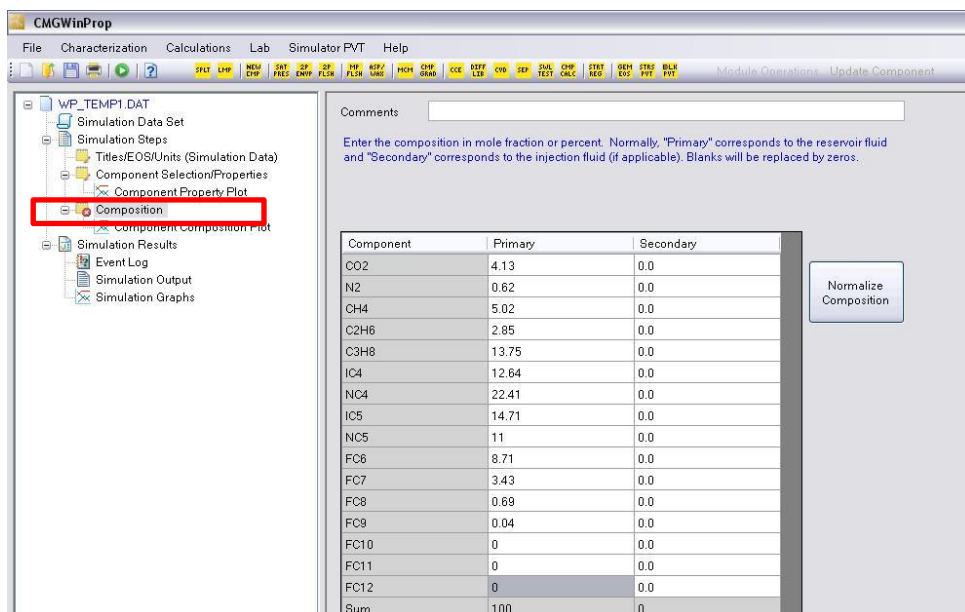 CMGWinProp
File Characterization Calculations Lab Simulator PVT Help
SPLT LMP NEW CMP SAT PRES 2P ENVP 2P FLSH MP FLSH ASP/ WAX MCM CMP GRAD CCE DIFF LIB CVD SEP SWL TEST CMP CALC STRT REG GEM EOS STRS PVT BLK PVT Module Operations Update Component
WP_TEMP1.DAT
Simulation Data Set
Simulation Steps
Titles/EOS/Units (Simulation Data)
Component Selection/Properties
Component Property Plot
Composition
Component Composition Plot
Simulation Results
Event Log
Simulation Output
Simulation Graphs
Comments
Enter the composition in mole fraction or percent. Normally, "Primary" corresponds to the reservoir fluid
and "Secondary" corresponds to the injection fluid (if applicable). Blanks will be replaced by zeros.
Component Primary Secondary
CO2 4.13 0.0
N2 0.62 0.0
CH4 5.02 0.0
C2H6 2.85 0.0
C3H8 13.75 0.0
IC4 12.64 0.0
NC4 22.41 0.0
IC5 14.71 0.0
NC5 11 0.0
FC6 8.71 0.0
FC7 3.43 0.0
FC8 0.69 0.0
FC9 0.04 0.0
FC10 0 0.0
FC11 0 0.0
FC12 0 0.0
Sum 100 0
Normalize
Composition